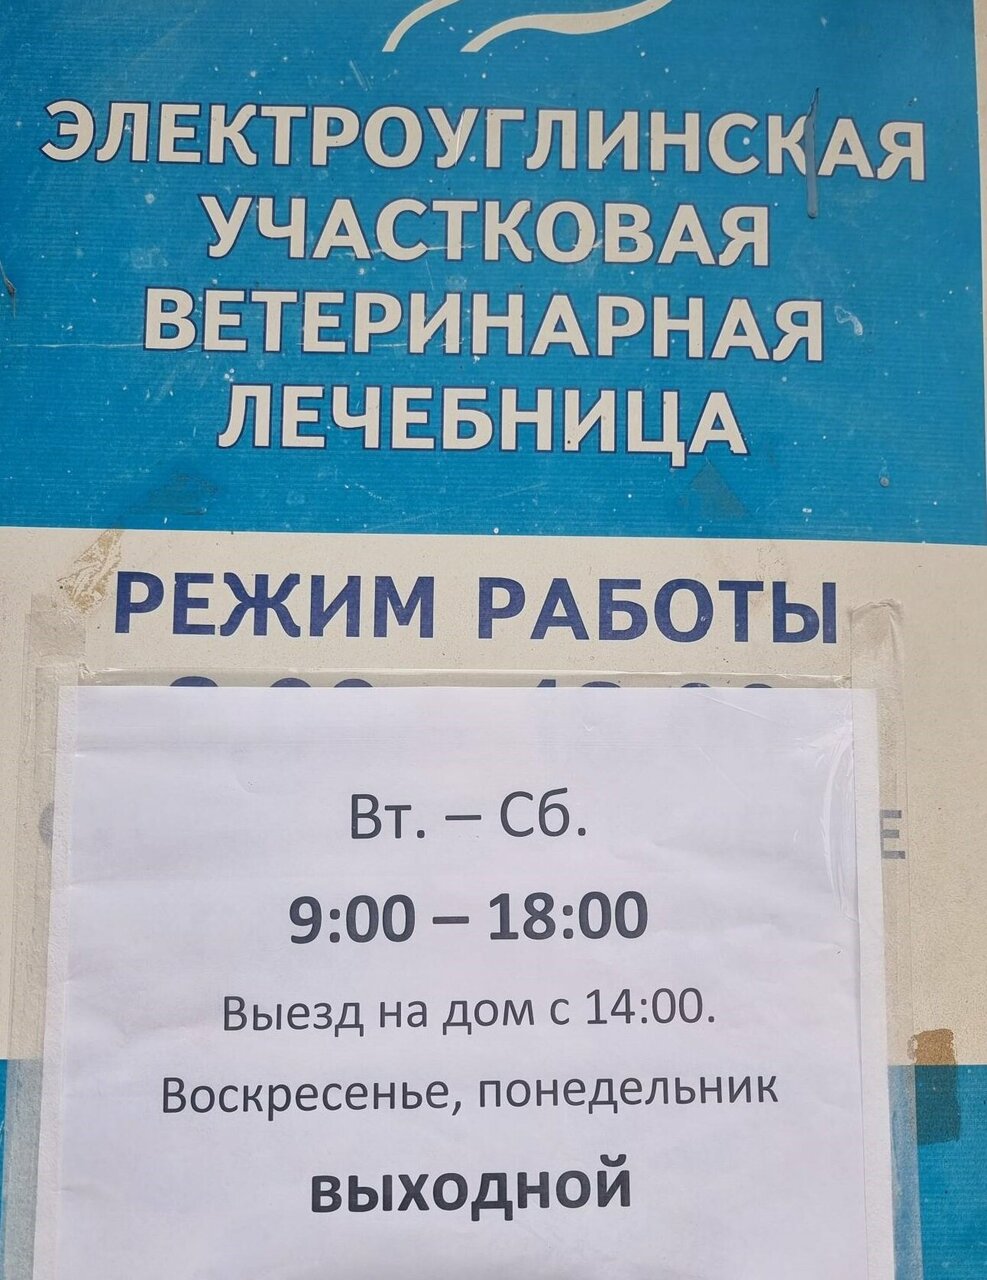 ЭЛЕКТРОУГЛИНСКАЯ
УЧАСТКОВАЯ
ВЕТЕРИНАРНАЯ
ЛЕЧЕБНИЦА
РЕЖИМ РАБОТЫ
Вт. – Сб.
9:00 – 18:00
Выезд на дом с 14:00.
Воскресенье, понедельник
выходной